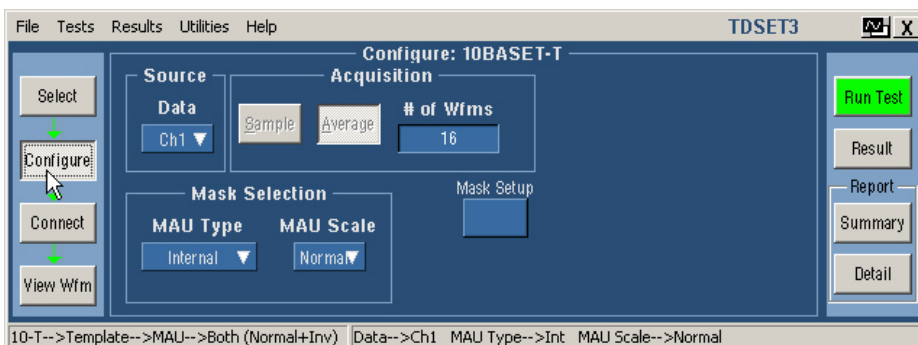 File Tests Results Utilities Help TDSET3 X
Configure: 10BASET-T
Source
Data
Ch1
Acquisition
Sample Average
# of Wfms
16
Mask Selection
MAU Type
Internal
MAU Scale
Normal
Mask Setup
Select
Configure
Connect
View Wfm
Run Test
Result
Report
Summary
Detail
10-T-->Template-->MAU-->Both (Normal+Inv) Data-->Ch1 MAU Type-->Int MAU Scale-->Normal